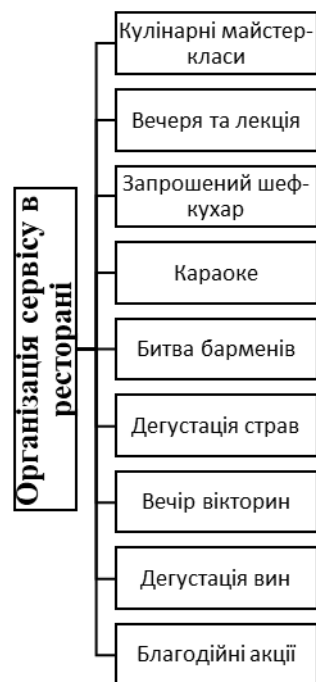 Організація сервісу в
ресторані
Кулінарні майстер-
класи
Вечеря та лекція
Запрошений шеф-
кухар
Караоке
Битва барменів
Дегустація страв
Вечір вікторин
Дегустація вин
Благодійні акції